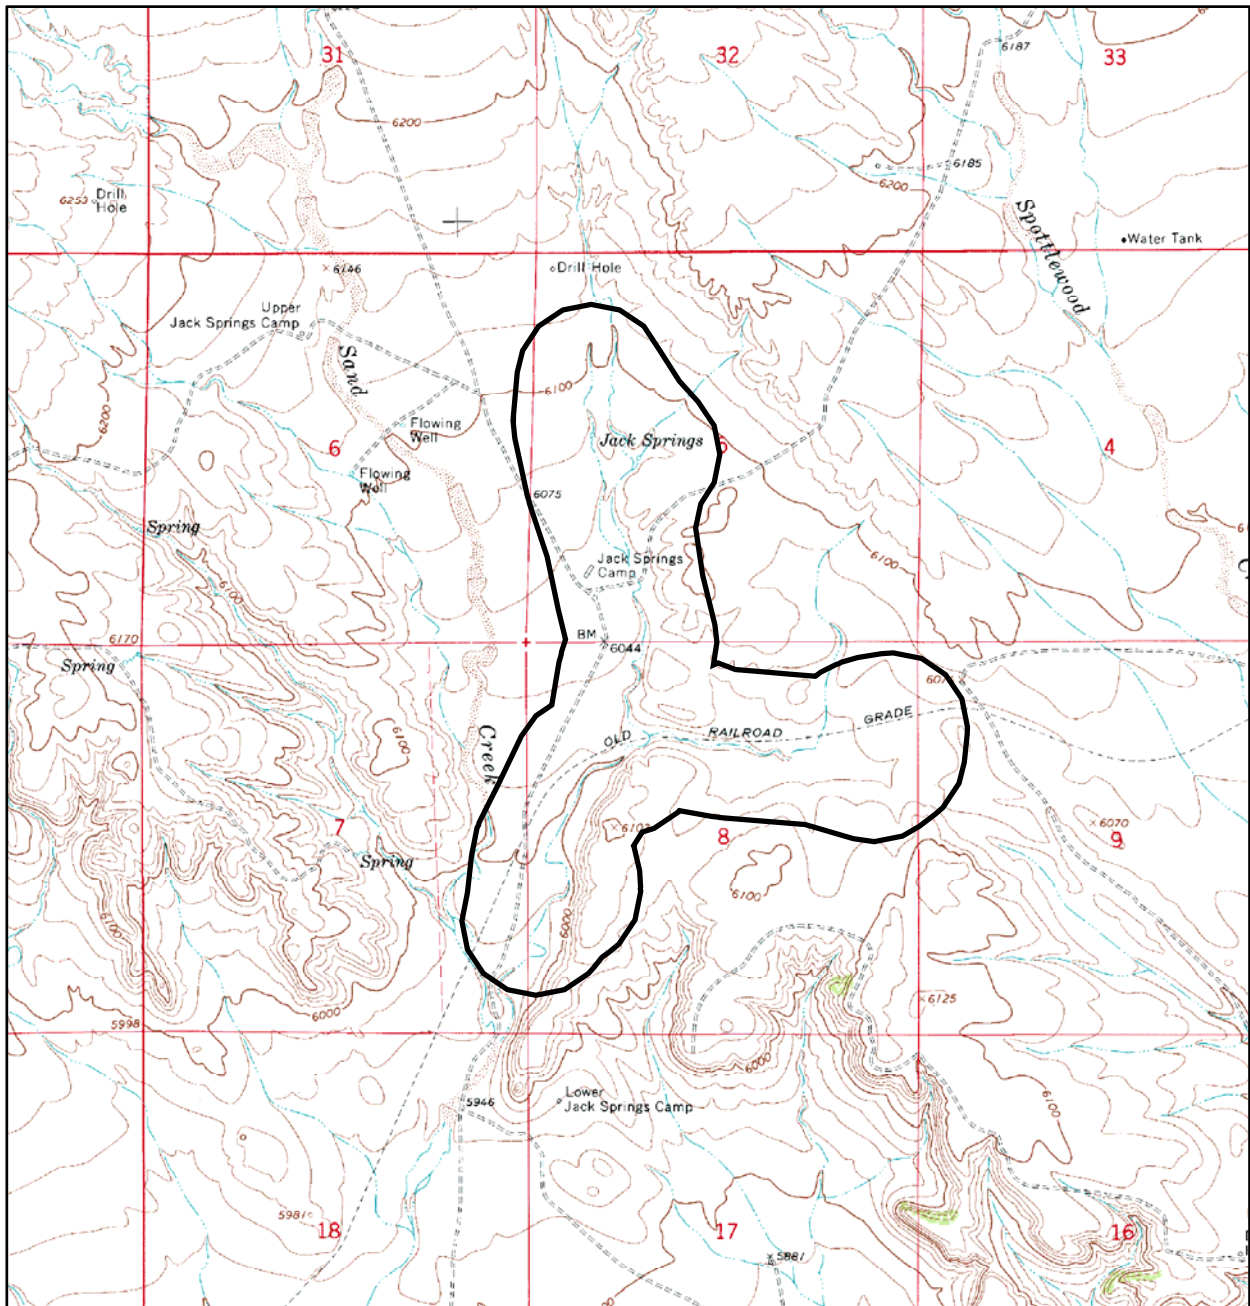 31
32
33
6187
6200
6185
6200
6253
Drill
Hole
Spottlewood
Water Tank
6146
Drill Hole
Upper
Jack Springs Camp
Sand
6100
6200
Flowing
Well
Jack Springs
6
4
Flowing
Well
6075
Spring
6100
Jack Springs
Camp
6100
6170
BM
6044
Spring
6100
Creek
OLD RAILROAD GRADE
7
6070
8
9
Spring
6100
6100
6000
6125
6000
5998
6000
5946
Lower
Jack Springs Camp
6100
5981
18
17
16
5881